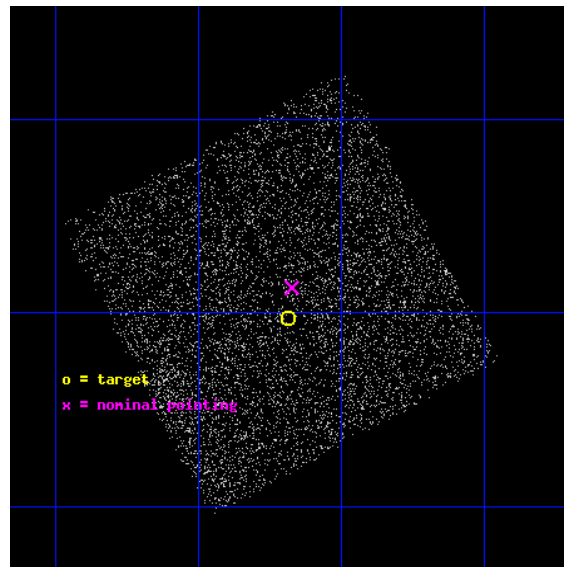 o = target
x = nominal pointing